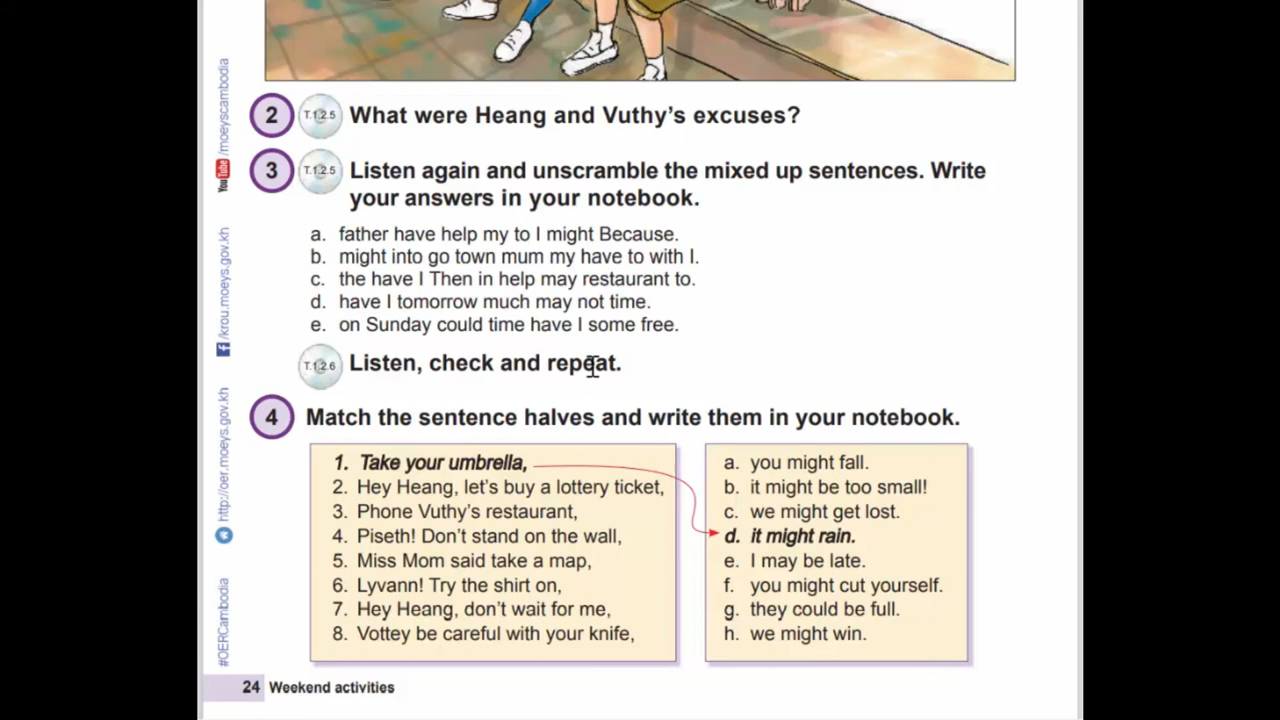 2 T.1.2.5 What were Heang and Vuthy's excuses?
3 T.1.2.5 Listen again and unscramble the mixed up sentences. Write
your answers in your notebook.
a. father have help my to I might Because.
b. might into go town mum my have to with I.
c. the have I Then in help may restaurant to.
d. have I tomorrow much may not time.
e. on Sunday could time have I some free.
T.1.2.6 Listen, check and repeat.
4 Match the sentence halves and write them in your notebook.
1. Take your umbrella,
2. Hey Heang, let's buy a lottery ticket,
3. Phone Vuthy's restaurant,
4. Piseth! Don't stand on the wall,
5. Miss Mom said take a map,
6. Lyvann! Try the shirt on,
7. Hey Heang, don't wait for me,
8. Vottey be careful with your knife,
a. you might fall.
b. it might be too small!
c. we might get lost.
d. it might rain.
e. I may be late.
f. you might cut yourself.
g. they could be full.
h. we might win.
24 Weekend activities
YouTube /moeyscambodia
f /krou.moeys.gov.kh
http://oer.moeys.gov.kh
#OERCambodia